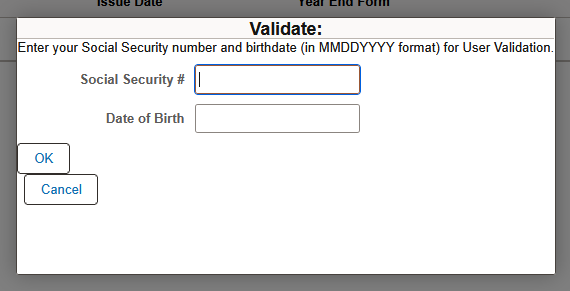 Issue Date Year End Form
Validate:
Enter your Social Security number and birthdate (in MMDDYYYY format) for User Validation.
Social Security #
Date of Birth
OK
Cancel